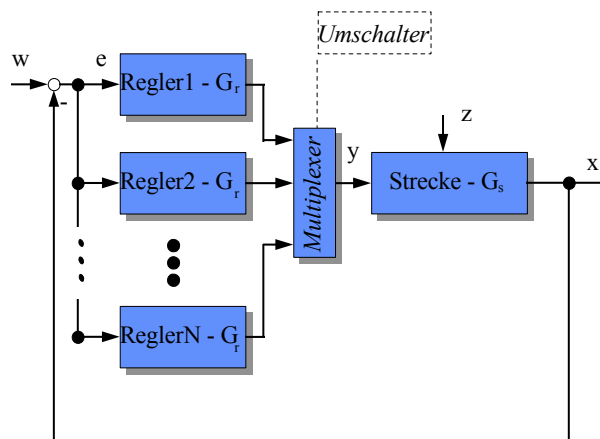 Umschalter
w
e
Regler1 - Gr
-
z
Multiplexer
y
x
Regler2 - Gr
Strecke - Gs
ReglerN - Gr